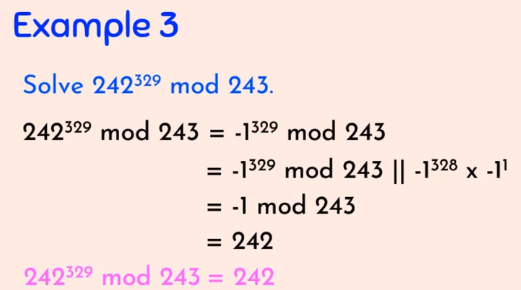 Example 3
Solve 242³²⁹ mod 243.
242³²⁹ mod 243 = -1³²⁹ mod 243
= -1³²⁹ mod 243 || -1³²⁸ x -1¹
= -1 mod 243
= 242
242³²⁹ mod 243 = 242